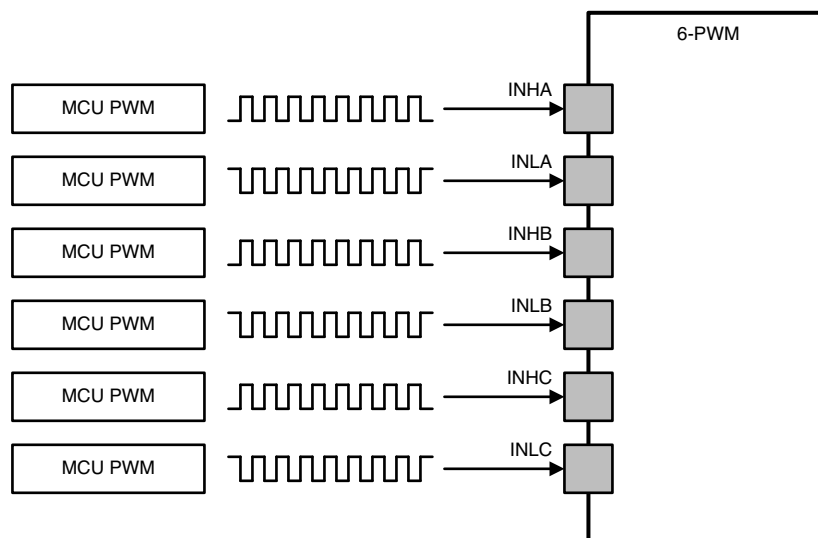 6-PWM
MCU PWM
INHA
MCU PWM
INLA
MCU PWM
INHB
MCU PWM
INLB
MCU PWM
INHC
MCU PWM
INLC